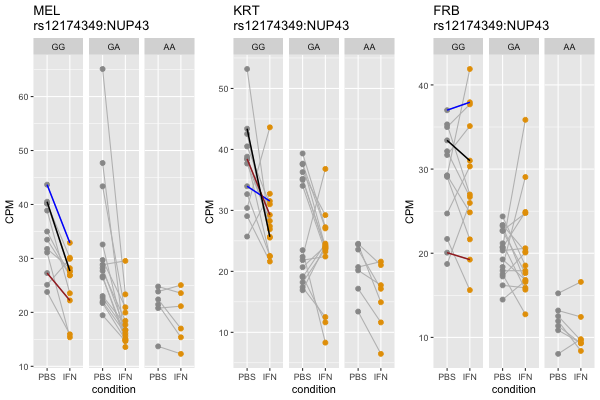 MEL
rs12174349:NUP43
GG GA AA
60
50
40
30
20
10
CPM
PBS IFN PBS IFN PBS IFN
condition
KRT
rs12174349:NUP43
GG GA AA
50
40
30
20
10
CPM
PBS IFN PBS IFN PBS IFN
condition
FRB
rs12174349:NUP43
GG GA AA
40
30
20
10
CPM
PBS IFN PBS IFN PBS IFN
condition